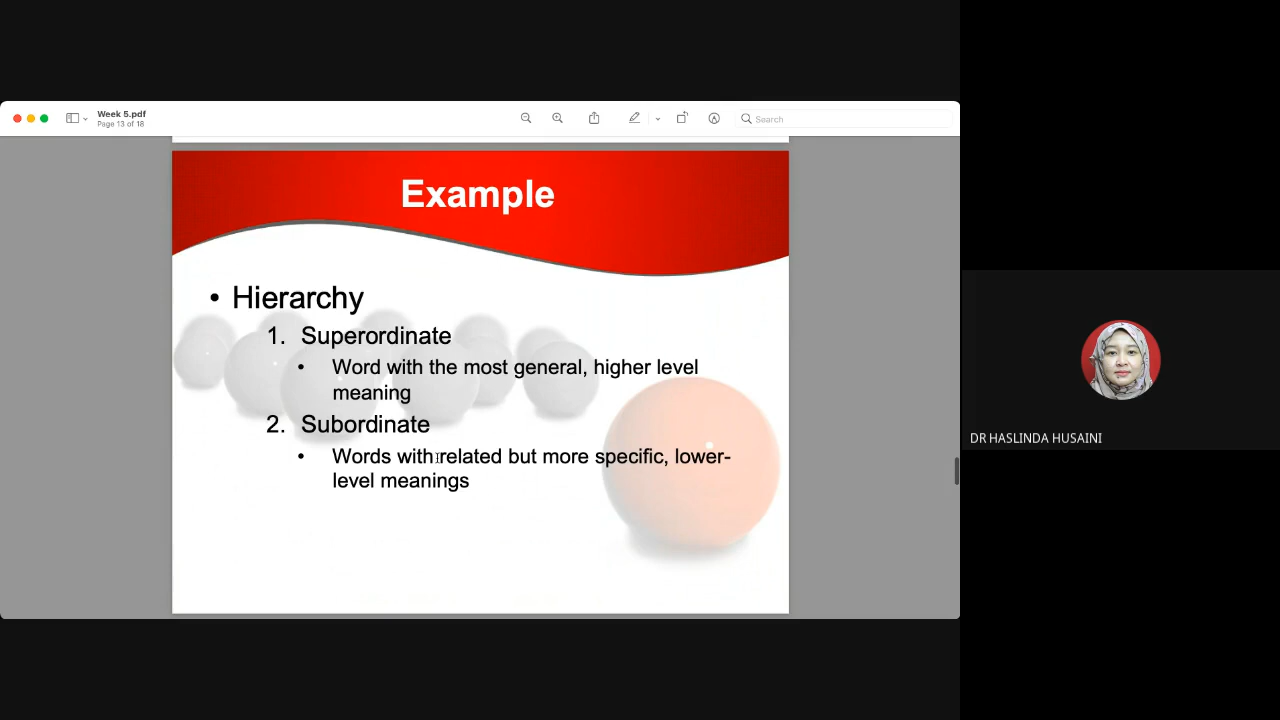 Week 5.pdf
Page 13 of 18
Search
Example
• Hierarchy
1. Superordinate
• Word with the most general, higher level
meaning
2. Subordinate
• Words with related but more specific, lower-
level meanings
DR HASLINDA HUSAINI